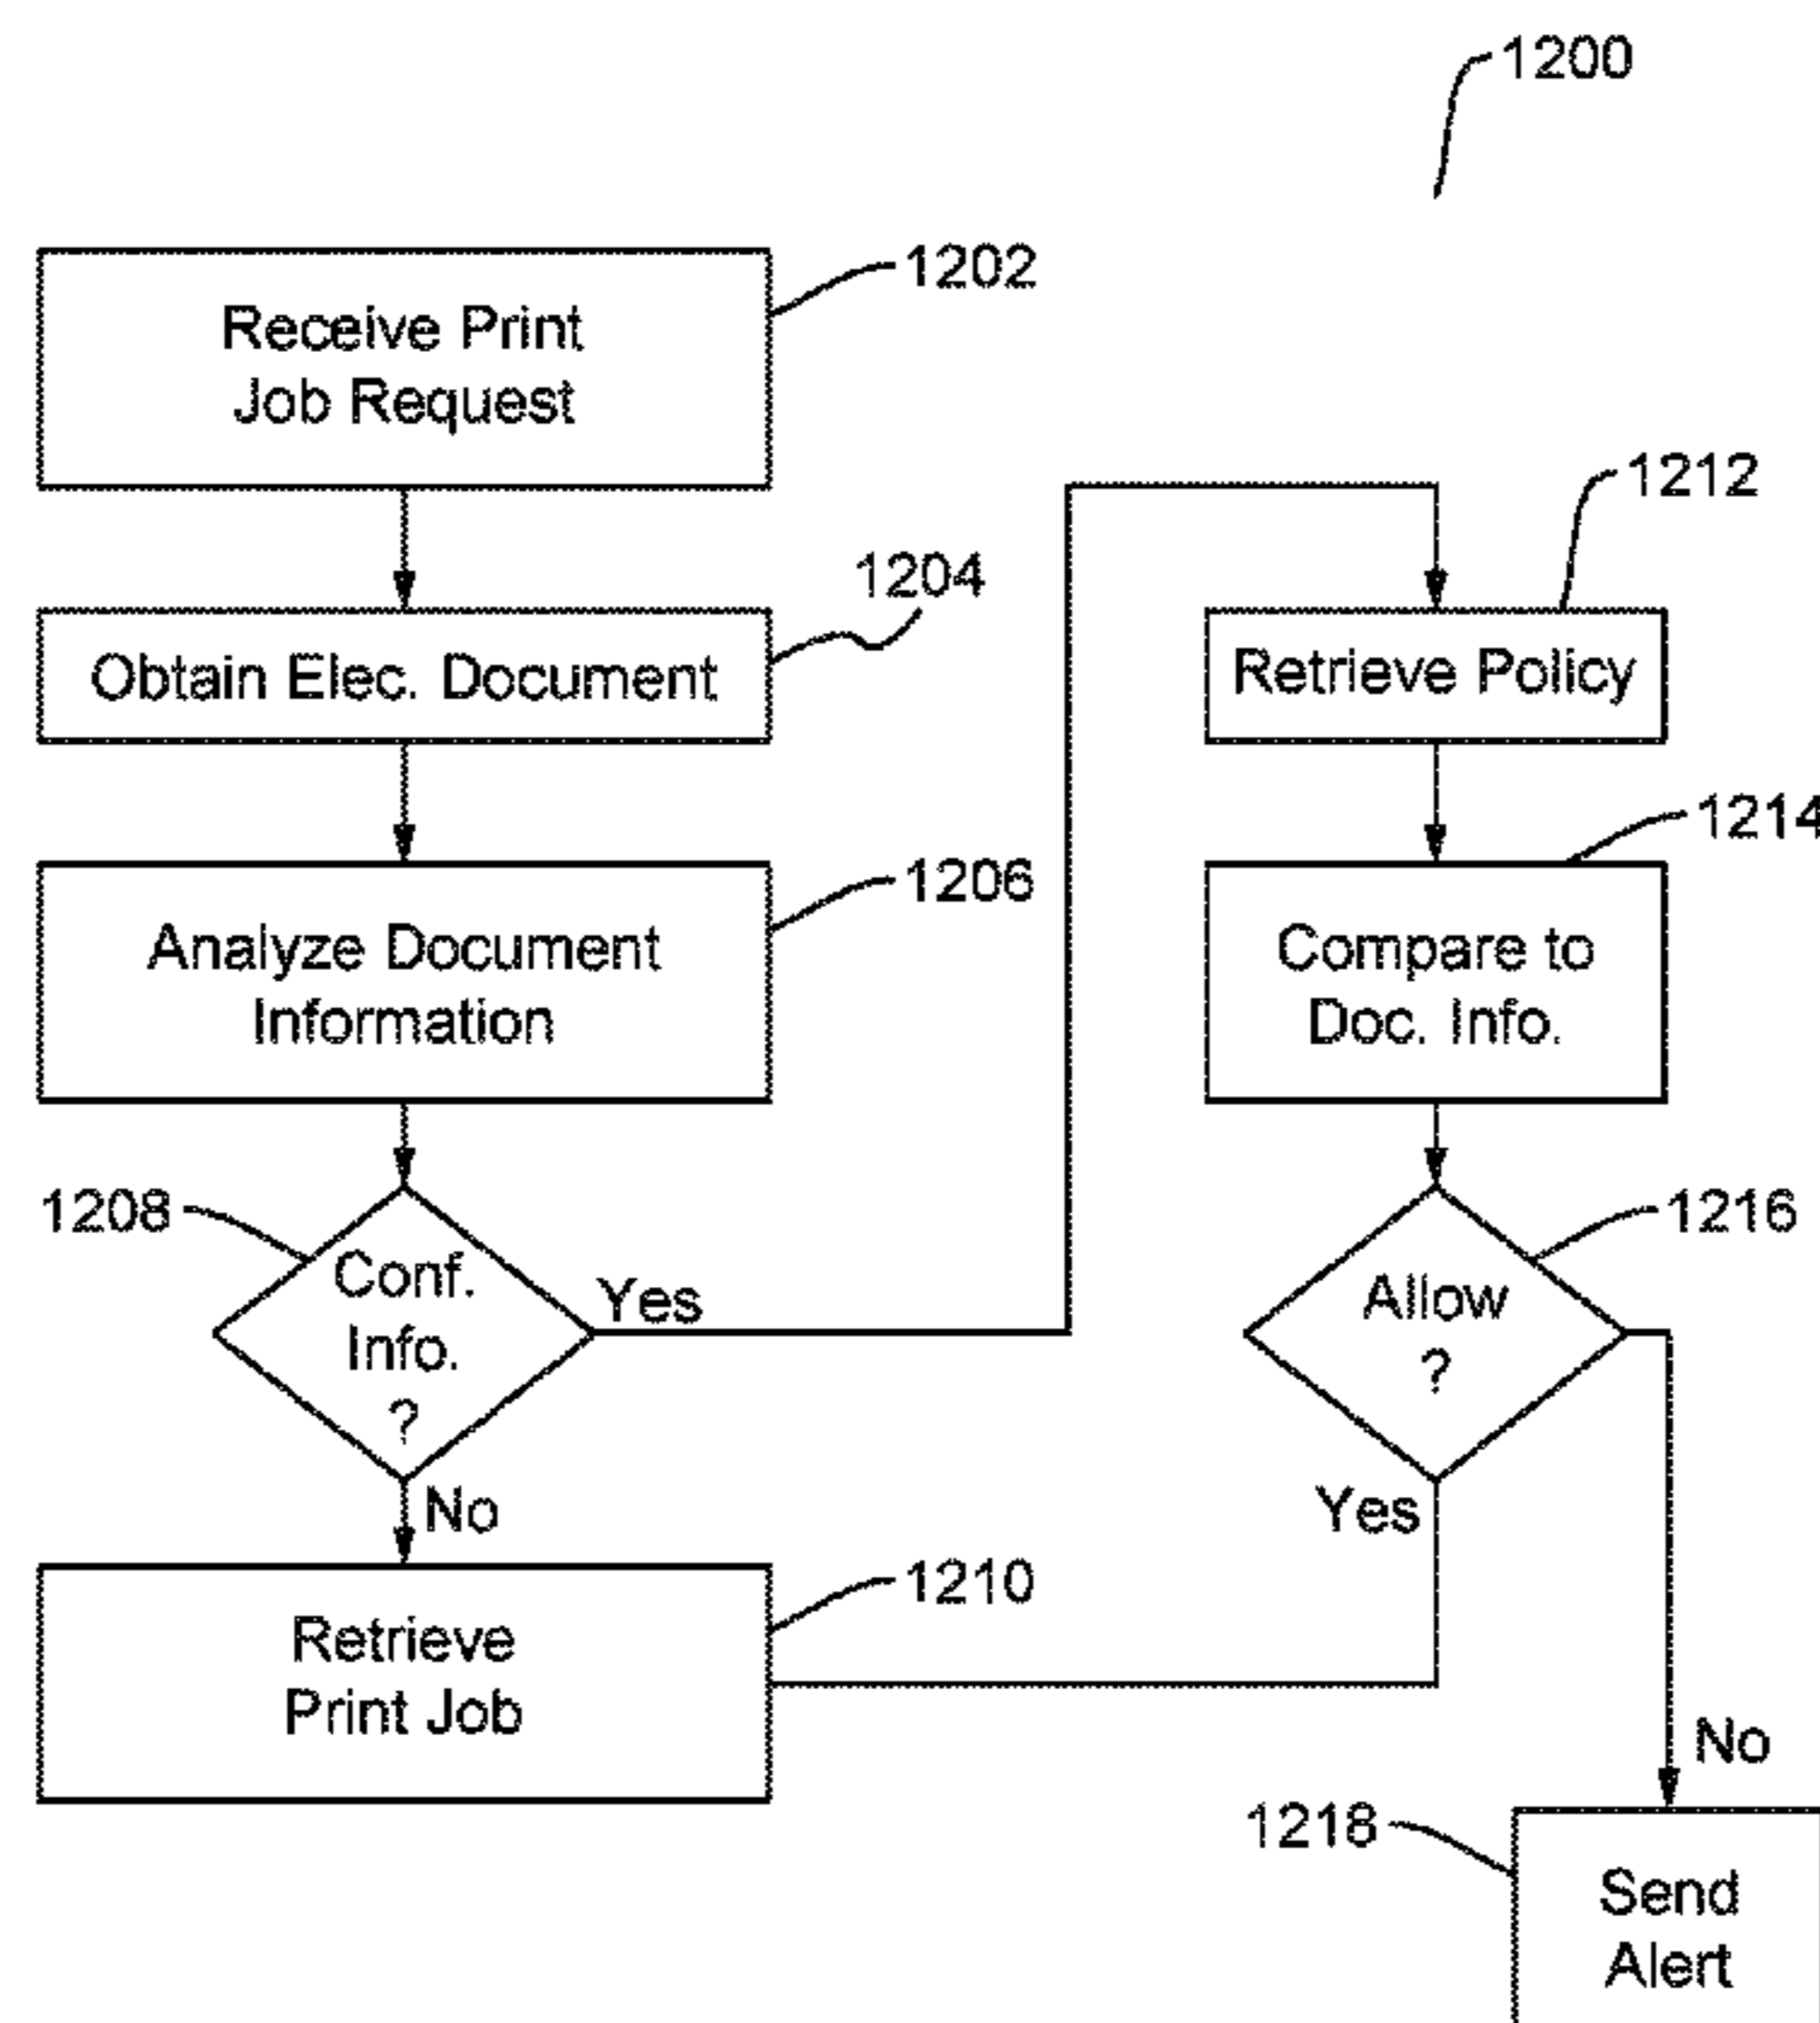 1200
1202
Receive Print
Job Request
1204
Obtain Elec. Document
1206
Analyze Document
Information
1208
Conf.
Info.
?
Yes
No
1210
Retrieve
Print Job
1212
Retrieve Policy
1214
Compare to
Doc. Info.
1216
Allow
?
Yes
No
1218
Send
Alert